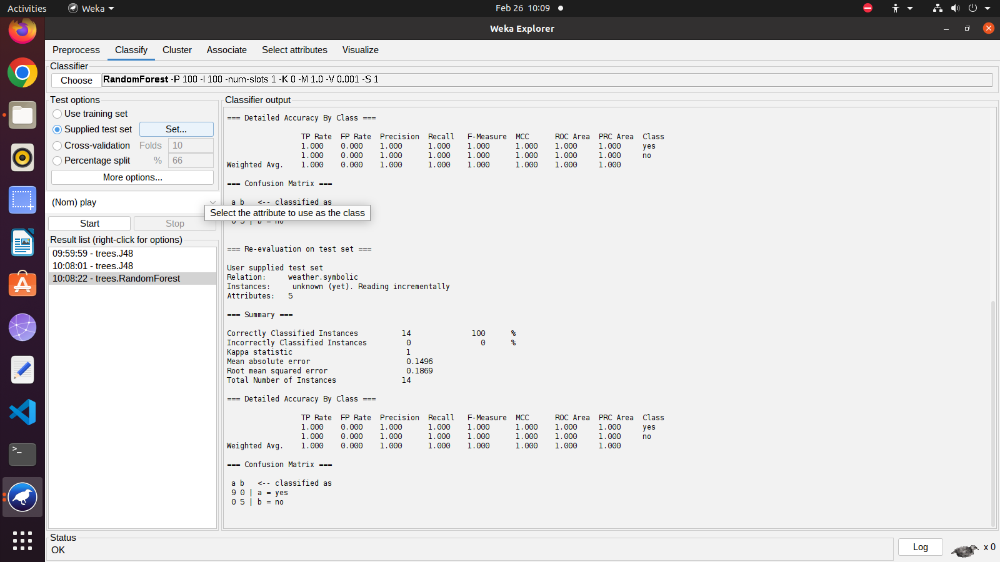 Activities Weka Feb 26 10:09
Weka Explorer
Preprocess Classify Cluster Associate Select attributes Visualize
Classifier
Choose RandomForest -P 100 -I 100 -num-slots 1 -K 0 -M 1.0 -V 0.001 -S 1
Test options
Use training set
Supplied test set Set...
Cross-validation Folds 10
Percentage split % 66
More options...
(Nom) play
Start Stop
Result list (right-click for options)
09:59:59 - trees.J48
10:08:01 - trees.J48
10:08:22 - trees.RandomForest
Classifier output
=== Detailed Accuracy By Class ===
TP Rate FP Rate Precision Recall F-Measure MCC ROC Area PRC Area Class
1.000 0.000 1.000 1.000 1.000 1.000 1.000 1.000 yes
1.000 0.000 1.000 1.000 1.000 1.000 1.000 1.000 no
Weighted Avg. 1.000 0.000 1.000 1.000 1.000 1.000 1.000 1.000
=== Confusion Matrix ===
a b <-- classified as
Select the attribute to use as the class
0 5 | b = no
=== Re-evaluation on test set ===
User supplied test set
Relation: weather.symbolic
Instances: unknown (yet). Reading incrementally
Attributes: 5
=== Summary ===
Correctly Classified Instances 14 100 %
Incorrectly Classified Instances 0 0 %
Kappa statistic 1
Mean absolute error 0.1496
Root mean squared error 0.1869
Total Number of Instances 14
=== Detailed Accuracy By Class ===
TP Rate FP Rate Precision Recall F-Measure MCC ROC Area PRC Area Class
1.000 0.000 1.000 1.000 1.000 1.000 1.000 1.000 yes
1.000 0.000 1.000 1.000 1.000 1.000 1.000 1.000 no
Weighted Avg. 1.000 0.000 1.000 1.000 1.000 1.000 1.000 1.000
=== Confusion Matrix ===
a b <-- classified as
9 0 | a = yes
0 5 | b = no
Status
OK
Log x 0